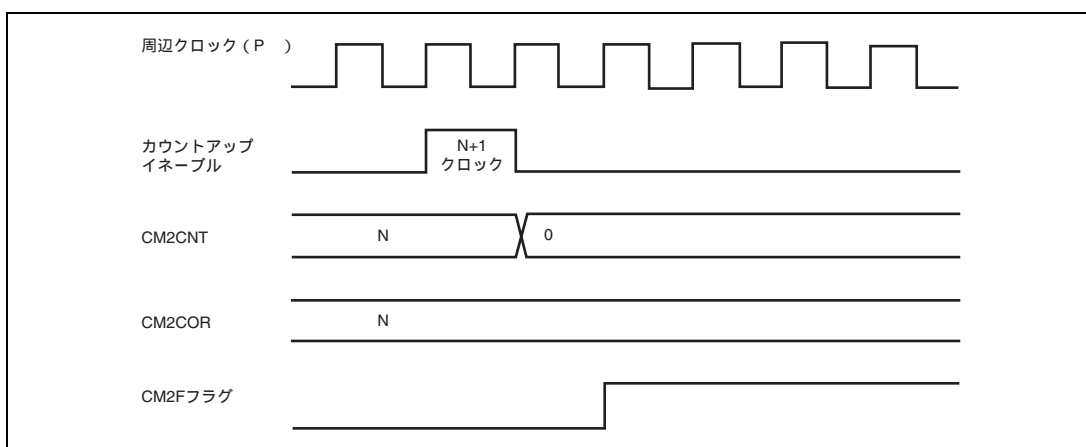 周辺クロック（P　）
カウントアップ
イネーブル
N+1
クロック
CM2CNT
N
0
CM2COR
N
CM2Fフラグ